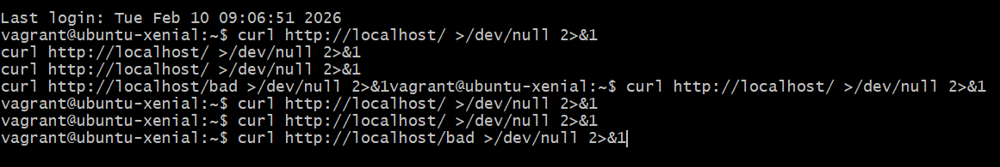 Last login: Tue Feb 10 09:06:51 2026
vagrant@ubuntu-xenial:~$ curl http://localhost/ >/dev/null 2>&1
curl http://localhost/ >/dev/null 2>&1
curl http://localhost/ >/dev/null 2>&1
curl http://localhost/bad >/dev/null 2>&1vagrant@ubuntu-xenial:~$ curl http://localhost/ >/dev/null 2>&1
vagrant@ubuntu-xenial:~$ curl http://localhost/ >/dev/null 2>&1
vagrant@ubuntu-xenial:~$ curl http://localhost/ >/dev/null 2>&1
vagrant@ubuntu-xenial:~$ curl http://localhost/bad >/dev/null 2>&1